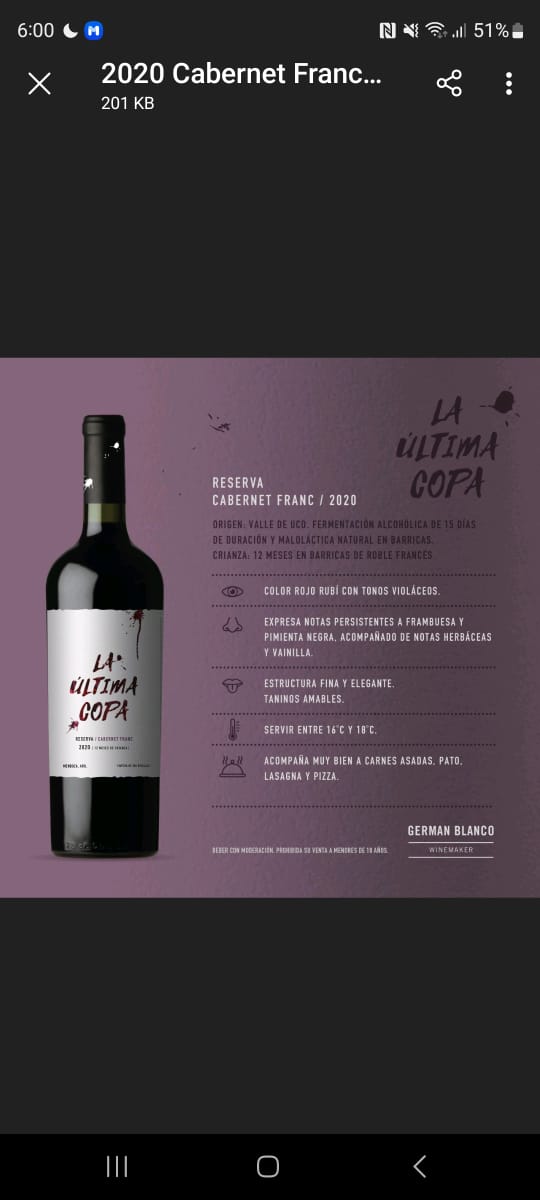 6:00
51%
2020 Cabernet Franc...
201 KB
LA
ÚLTIMA
COPA
RESERVA
CABERNET FRANC / 2020
ORIGEN: VALLE DE UCO. FERMENTACIÓN ALCOHÓLICA DE 15 DÍAS
DE DURACIÓN Y MALOLÁCTICA NATURAL EN BARRICAS.
CRIANZA: 12 MESES EN BARRICAS DE ROBLE FRANCÉS
COLOR ROJO RUBÍ CON TONOS VIOLÁCEOS.
EXPRESA NOTAS PERSISTENTES A FRAMBUESA Y
PIMIENTA NEGRA, ACOMPAÑADO DE NOTAS HERBÁCEAS
Y VAINILLA.
ESTRUCTURA FINA Y ELEGANTE.
TANINOS AMABLES.
SERVIR ENTRE 16°C Y 18°C.
ACOMPAÑA MUY BIEN A CARNES ASADAS, PATO,
LASAGNA Y PIZZA.
GERMAN BLANCO
WINEMAKER
BEBER CON MODERACIÓN. PROHIBIDA SU VENTA A MENORES DE 18 AÑOS.
LA
ÚLTIMA
COPA
RESERVA / CABERNET FRANC
2020 | 12 MESES DE CRIANZA |
MENDOZA, ARG.